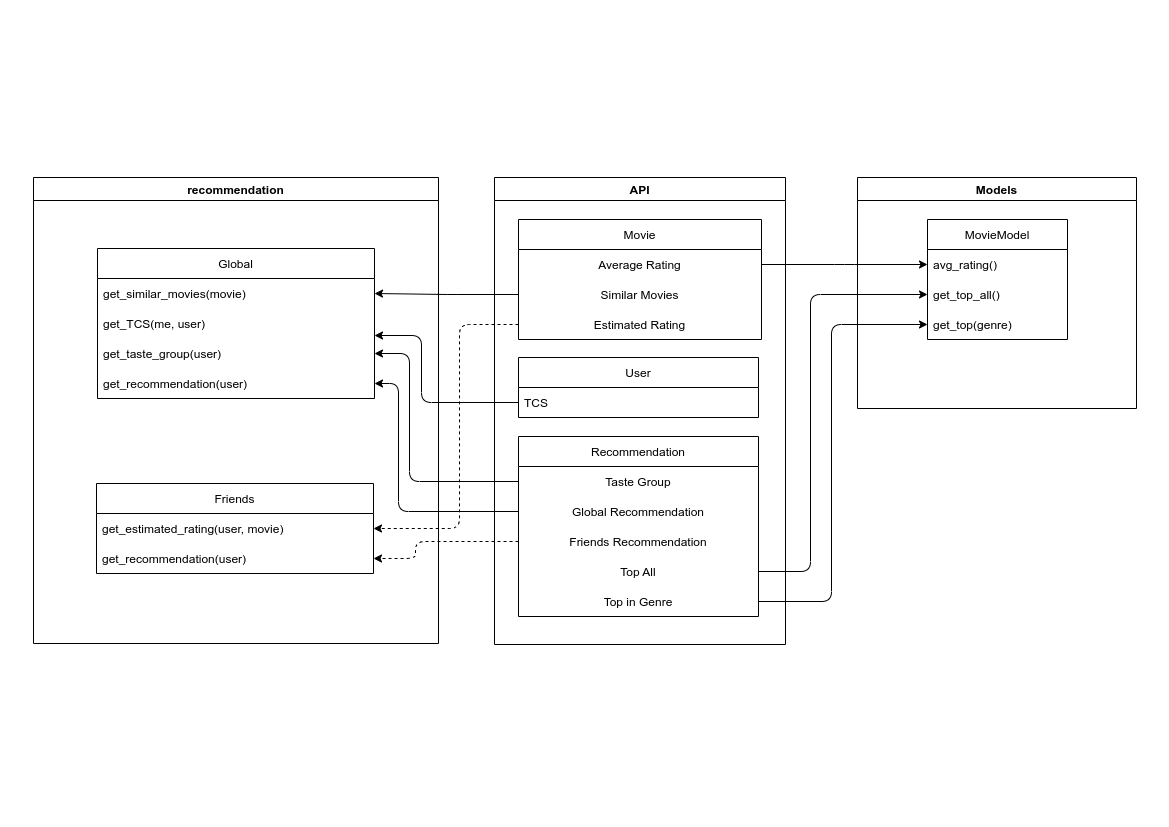 recommendation
Global
get_similar_movies(movie)
get_TCS(me, user)
get_taste_group(user)
get_recommendation(user)
Friends
get_estimated_rating(user, movie)
get_recommendation(user)
API
Movie
Average Rating
Similar Movies
Estimated Rating
User
TCS
Recommendation
Taste Group
Global Recommendation
Friends Recommendation
Top All
Top in Genre
Models
MovieModel
avg_rating()
get_top_all()
get_top(genre)